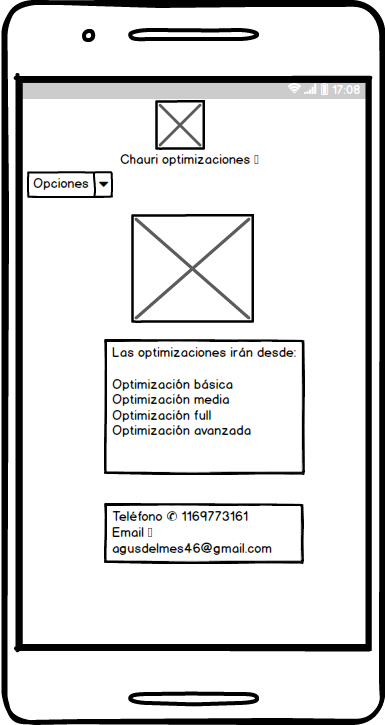 17:08
Chauri optimizaciones
Opciones
Las optimizaciones irán desde:
Optimización básica
Optimización media
Optimización full
Optimización avanzada
Teléfono ✆ 1169773161
Email
agusdelmes46@gmail.com